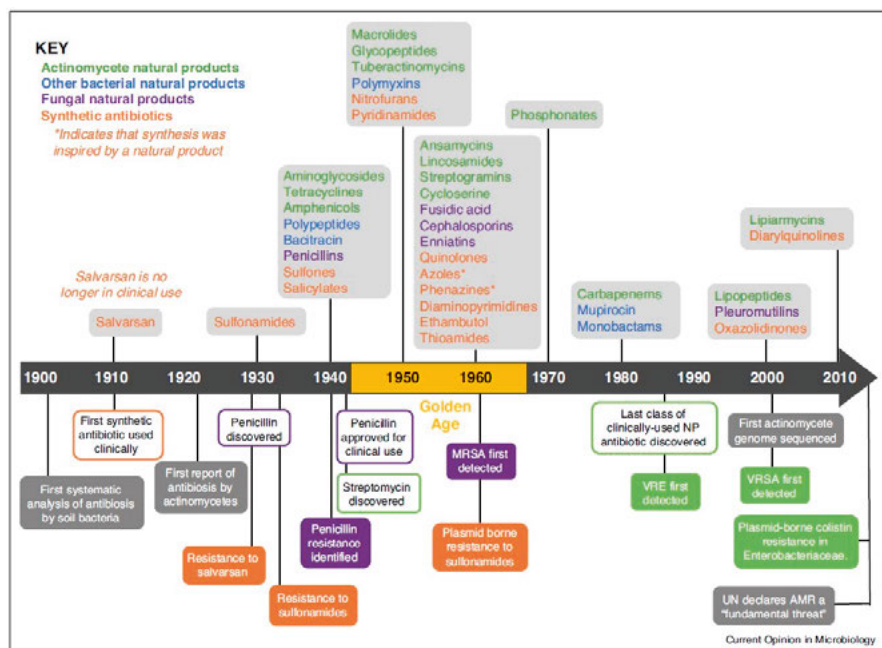 KEY
Actinomycete natural products
Other bacterial natural products
Fungal natural products
Synthetic antibiotics
*Indicates that synthesis was
inspired by a natural product
Salvarsan is no
longer in clinical use
Salvarsan
Sulfonamides
Aminoglycosides
Tetracyclines
Amphenicols
Polypeptides
Bacitracin
Penicillins
Sulfones
Salicylates
Macrolides
Glycopeptides
Tuberactinomycins
Polymyxins
Nitrofurans
Pyridinamides
Ansamycins
Lincosamides
Streptogramins
Cycloserine
Fusidic acid
Cephalosporins
Enniatins
Quinolones
Azoles*
Phenazines*
Diaminopyrimidines
Ethambutol
Thioamides
Phosphonates
Carbapenems
Mupirocin
Monobactams
Lipopeptides
Pleuromutilins
Oxazolidinones
Lipiarmycins
Diarylquinolines
1900 1910 1920 1930 1940 1950 1960 1970 1980 1990 2000 2010
Golden
Age
First synthetic
antibiotic used
clinically
First systematic
analysis of antibiosis
by soil bacteria
First report of
antibiosis by
actinomycetes
Penicillin
discovered
Resistance to
salvarsan
Resistance to
sulfonamides
Penicillin
resistance
identified
Penicillin
approved for
clinical use
Streptomycin
discovered
MRSA first
detected
Plasmid borne
resistance to
sulfonamides
Last class of
clinically-used NP
antibiotic discovered
VRE first
detected
First actinomycete
genome sequenced
VRSA first
detected
Plasmid-borne colistin
resistance in
Enterobacteriaceae.
UN declares AMR a
"fundamental threat"
Current Opinion in Microbiology